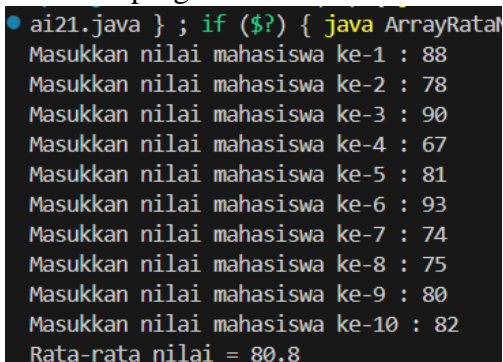 ai21.java } ; if ($?) { java ArrayRata
Masukkan nilai mahasiswa ke-1 : 88
Masukkan nilai mahasiswa ke-2 : 78
Masukkan nilai mahasiswa ke-3 : 90
Masukkan nilai mahasiswa ke-4 : 67
Masukkan nilai mahasiswa ke-5 : 81
Masukkan nilai mahasiswa ke-6 : 93
Masukkan nilai mahasiswa ke-7 : 74
Masukkan nilai mahasiswa ke-8 : 75
Masukkan nilai mahasiswa ke-9 : 80
Masukkan nilai mahasiswa ke-10 : 82
Rata-rata nilai = 80.8